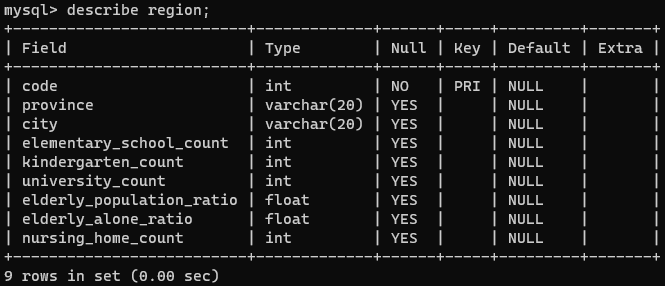 mysql> describe region;
+--------------------------+-------------+------+-----+---------+-------+
| Field                    | Type        | Null | Key | Default | Extra |
+--------------------------+-------------+------+-----+---------+-------+
| code                     | int         | NO   | PRI | NULL    |       |
| province                 | varchar(20) | YES  |     | NULL    |       |
| city                     | varchar(20) | YES  |     | NULL    |       |
| elementary_school_count  | int         | YES  |     | NULL    |       |
| kindergarten_count       | int         | YES  |     | NULL    |       |
| university_count         | int         | YES  |     | NULL    |       |
| elderly_population_ratio | float       | YES  |     | NULL    |       |
| elderly_alone_ratio      | float       | YES  |     | NULL    |       |
| nursing_home_count       | int         | YES  |     | NULL    |       |
+--------------------------+-------------+------+-----+---------+-------+
9 rows in set (0.00 sec)